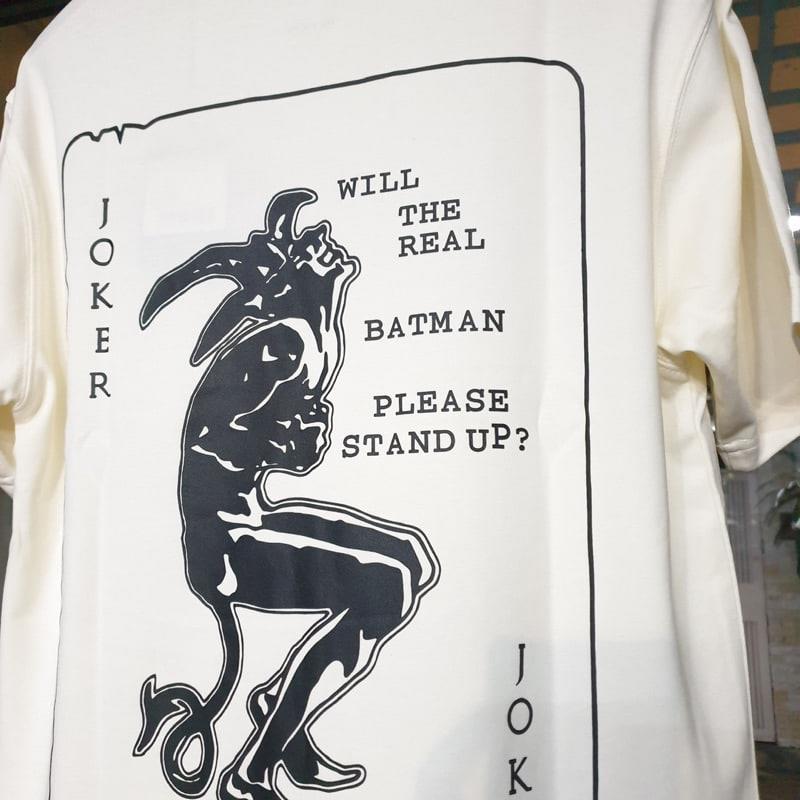 JOKER
WILL
THE
REAL
BATMAN
PLEASE
STAND UP?
JOK